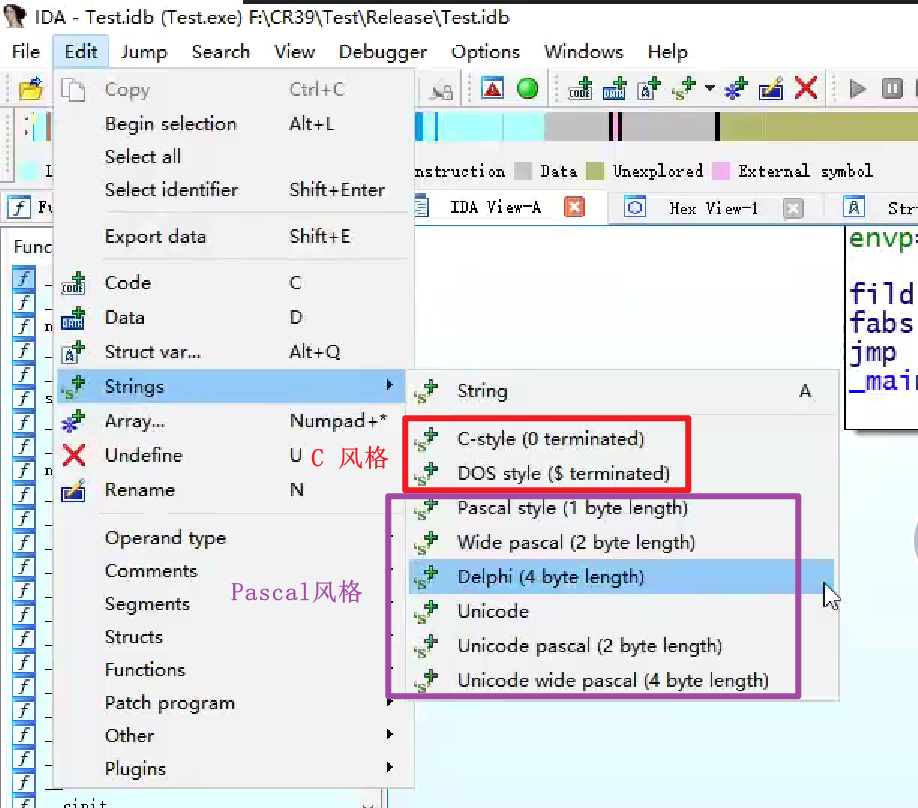 IDA - Test.idb (Test.exe) F:\CR39\Test\Release\Test.idb
File Edit Jump Search View Debugger Options Windows Help
Copy Ctrl+C
Begin selection Alt+L
Select all
nstruction Data Unexplored External symbol
Select identifier Shift+Enter
IDA View-A Hex View-1 Str
Export data Shift+E
Func
envp=
Code C
fild
Data D
fabs
Struct var... Alt+Q
jmp
Strings
_main
String A
Array... Numpad+*
C-style (0 terminated)
Undefine U
C 风格
DOS style ($ terminated)
Rename N
Pascal style (1 byte length)
Operand type
Wide pascal (2 byte length)
Comments
Delphi (4 byte length)
Pascal风格
Segments
Unicode
Structs
Unicode pascal (2 byte length)
Functions
Unicode wide pascal (4 byte length)
Patch program
Other
Plugins